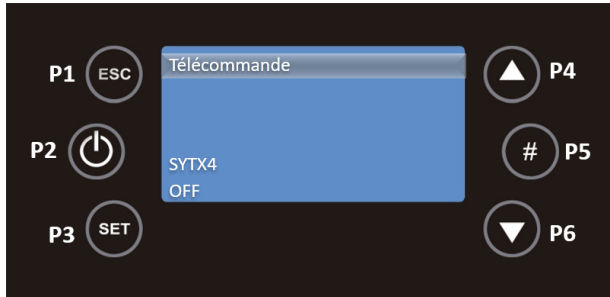 P1 ESC
P2
P3 SET
Télécommande
SYTX4
OFF
P4
# P5
P6